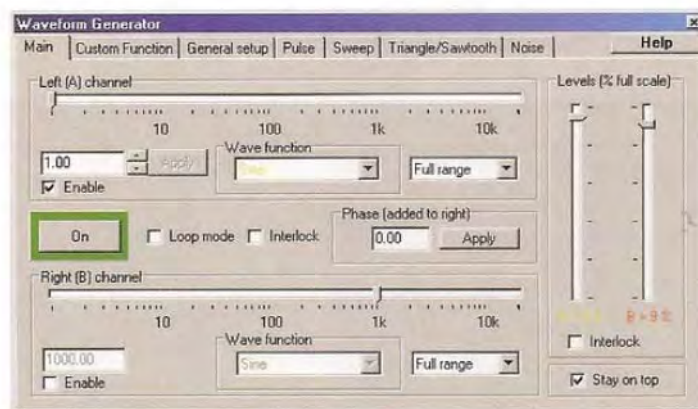 Waveform Generator
Main Custom Function General setup Pulse Sweep Triangle/Sawtooth Noise Help
Left (A) channel
10 100 1k 10k
1.00 Apply
Wave function
Sine
Full range
Enable
Levels (% full scale)
On
Loop mode
Interlock
Phase (added to right)
0.00 Apply
Right (B) channel
10 100 1k 10k
1000.00
Wave function
Sine
Full range
Enable
Interlock
Stay on top